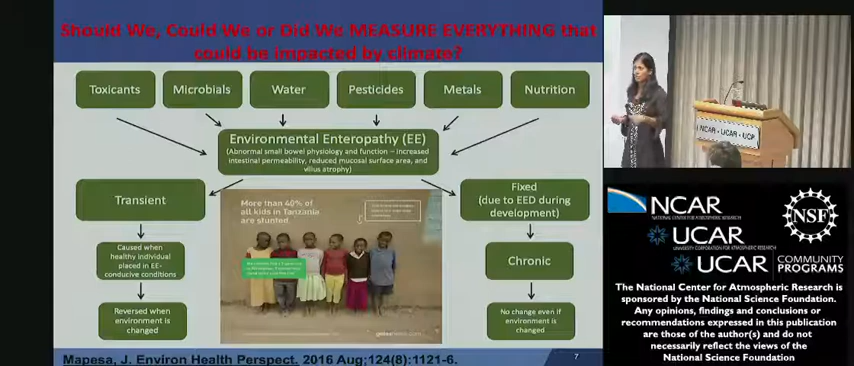 Should We, Could We or Did We MEASURE EVERYTHING that
could be impacted by climate?
Toxicants
Microbials
Water
Pesticides
Metals
Nutrition
Environmental Enteropathy (EE)
(Abnormal small bowel physiology and function – increased
intestinal permeability, reduced mucosal surface area, and
villus atrophy)
Transient
Fixed
(due to EED during
development)
More than 40% of
all kids in Tanzania
are stunted.
Caused when
healthy individual
placed in EE-
conducive conditions
Chronic
Reversed when
environment is
changed
No change even if
environment is
changed
Mapesa, J. Environ Health Perspect. 2016 Aug;124(8):1121-6.
7
NCAR · UCAR · UCP
NCAR
NATIONAL CENTER FOR ATMOSPHERIC RESEARCH
NSF
UCAR
UNIVERSITY CORPORATION FOR ATMOSPHERIC RESEARCH
UCAR COMMUNITY
PROGRAMS
The National Center for Atmospheric Research is
sponsored by the National Science Foundation.
Any opinions, findings and conclusions or
recommendations expressed in this publication
are those of the author(s) and do not
necessarily reflect the views of the
National Science Foundation